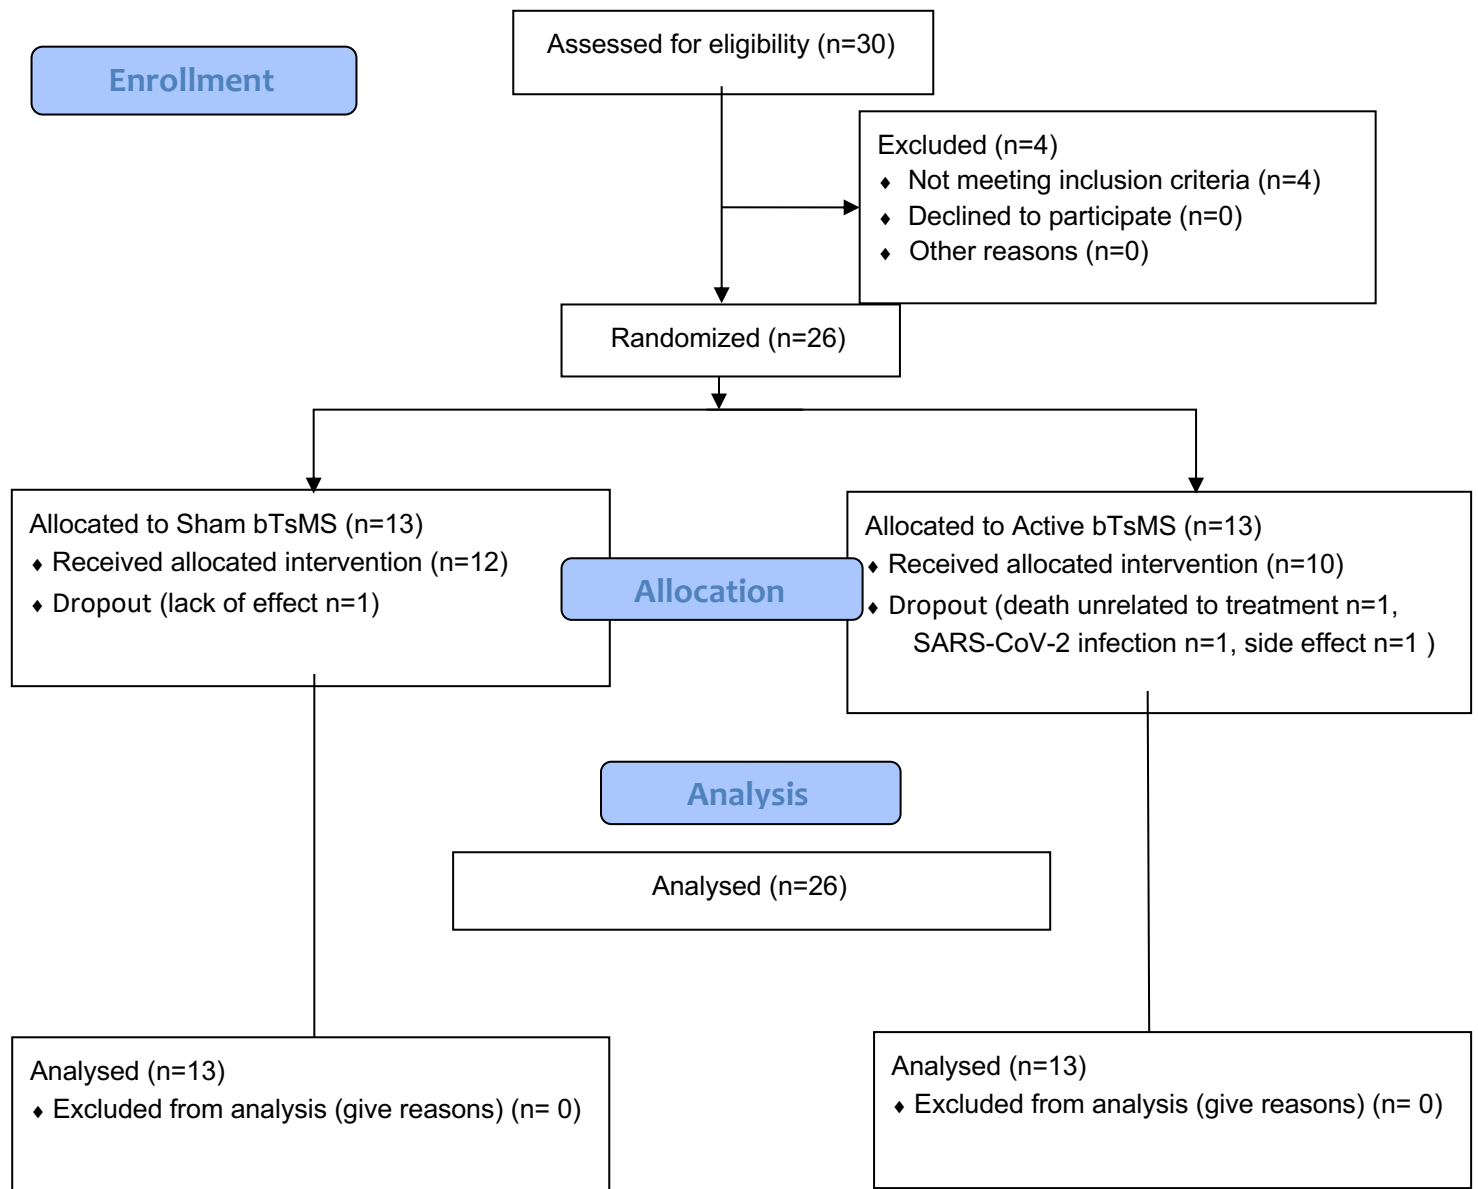 Assessed for eligibility (n=30)
Enrollment
Excluded (n=4)
♦ Not meeting inclusion criteria (n=4)
♦ Declined to participate (n=0)
♦ Other reasons (n=0)
Randomized (n=26)
Allocated to Sham bTsMS (n=13)
♦ Received allocated intervention (n=12)
♦ Dropout (lack of effect n=1)
Allocation
Allocated to Active bTsMS (n=13)
♦ Received allocated intervention (n=10)
♦ Dropout (death unrelated to treatment n=1,
SARS-CoV-2 infection n=1, side effect n=1 )
Analysis
Analysed (n=26)
Analysed (n=13)
♦ Excluded from analysis (give reasons) (n= 0)
Analysed (n=13)
♦ Excluded from analysis (give reasons) (n= 0)